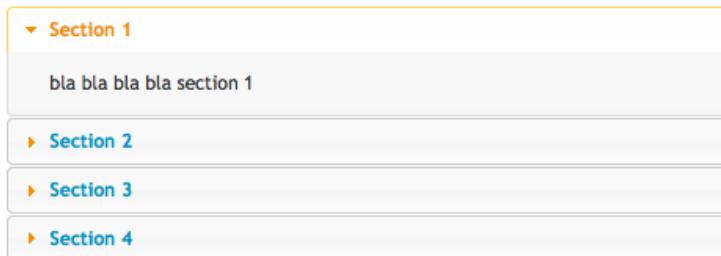 Section 1
bla bla bla bla section 1
Section 2
Section 3
Section 4